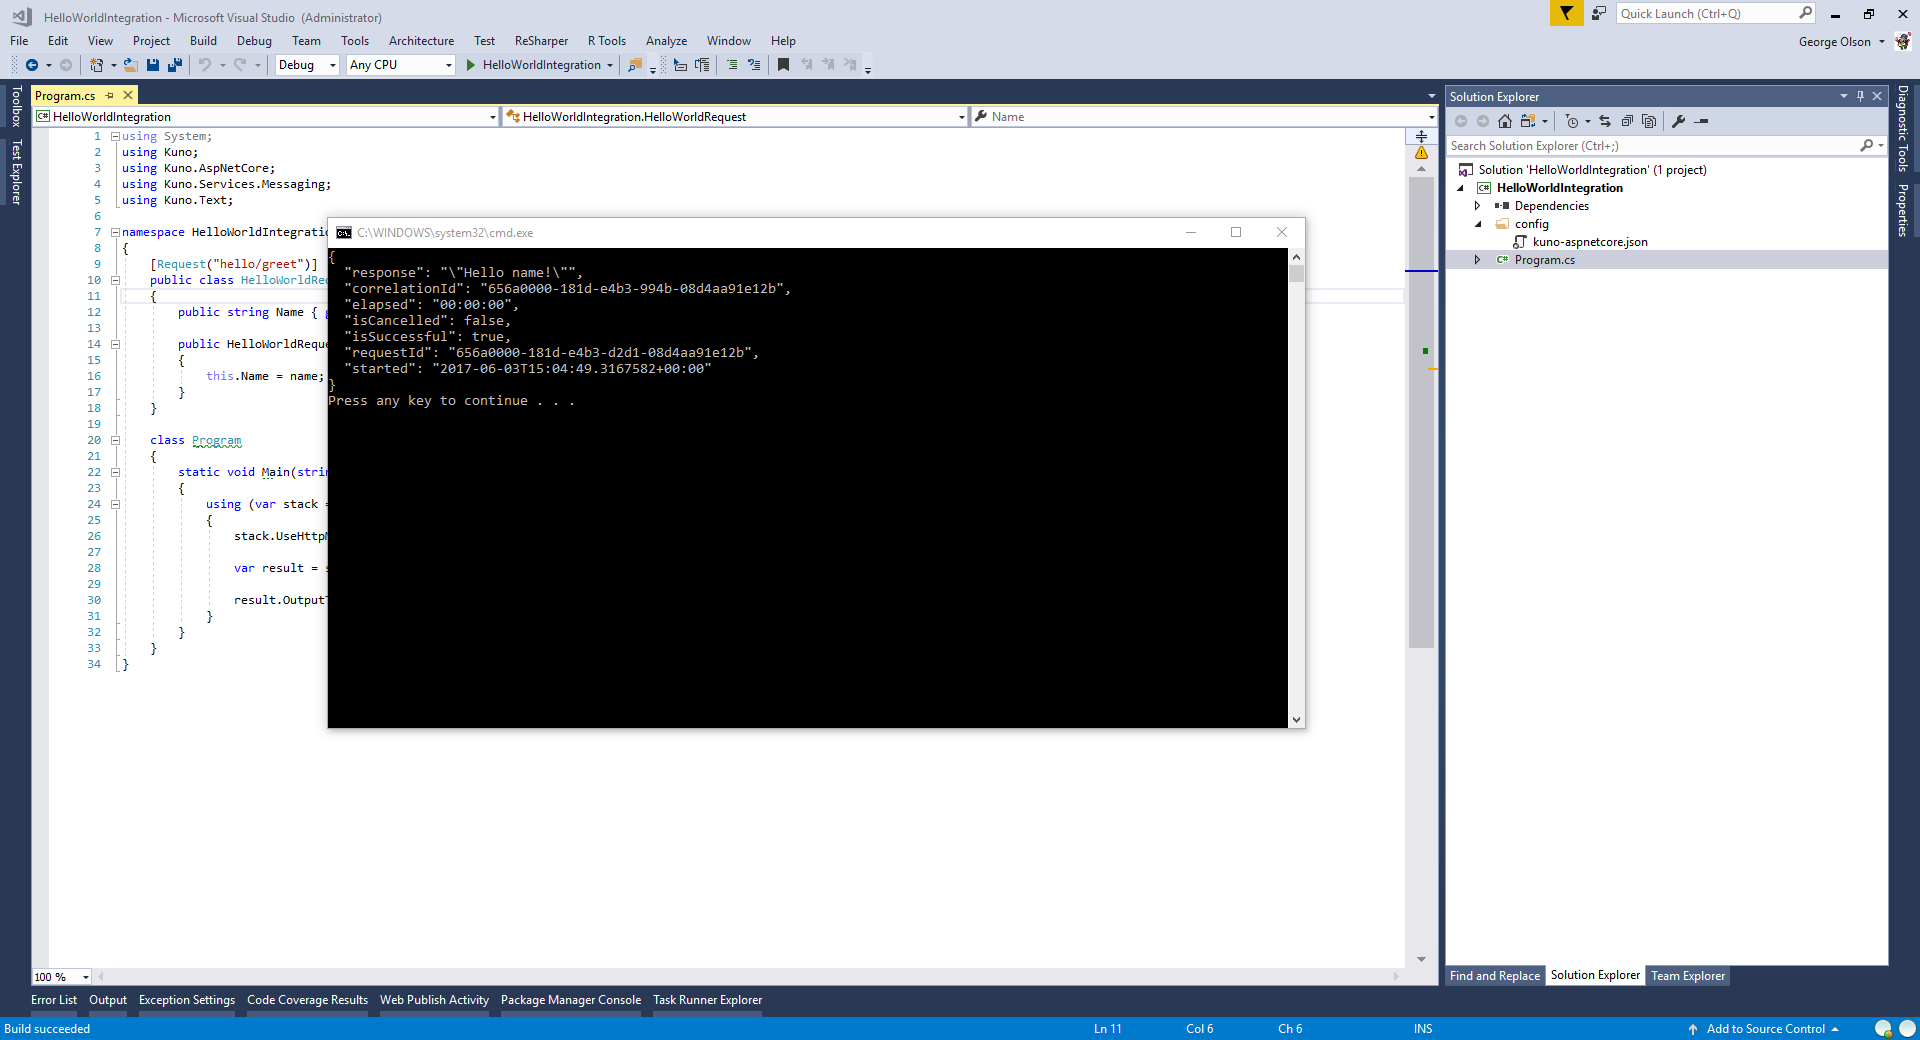 HelloWorldIntegration - Microsoft Visual Studio (Administrator)
Quick Launch (Ctrl+Q)
File Edit View Project Build Debug Team Tools Architecture Test ReSharper R Tools Analyze Window Help
George Olson
Debug Any CPU HelloWorldIntegration
Toolbox
Test Explorer
Program.cs
HelloWorldIntegration HelloWorldIntegration.HelloWorldRequest Name
1 using System;
2 using Kuno;
3 using Kuno.AspNetCore;
4 using Kuno.Services.Messaging;
5 using Kuno.Text;
6
7 namespace HelloWorldIntegratio
8 {
9 [Request("hello/greet")]
10 public class HelloWorldRe
11 {
12 public string Name {
13
14 public HelloWorldReque
15 {
16 this.Name = name;
17 }
18 }
19
20 class Program
21 {
22 static void Main(strin
23 {
24 using (var stack =
25 {
26 stack.UseHttp
27
28 var result =
29
30 result.Output
31 }
32 }
33 }
34 }
C:\WINDOWS\system32\cmd.exe
{
"response": "\"Hello name!\"",
"correlationId": "656a0000-181d-e4b3-994b-08d4aa91e12b",
"elapsed": "00:00:00",
"isCancelled": false,
"isSuccessful": true,
"requestId": "656a0000-181d-e4b3-d2d1-08d4aa91e12b",
"started": "2017-06-03T15:04:49.3167582+00:00"
}
Press any key to continue . . .
Solution Explorer
Search Solution Explorer (Ctrl+;)
Solution 'HelloWorldIntegration' (1 project)
C# HelloWorldIntegration
Dependencies
config
kuno-aspnetcore.json
C# Program.cs
Diagnostic Tools
Properties
Find and Replace Solution Explorer Team Explorer
100 %
Error List Output Exception Settings Code Coverage Results Web Publish Activity Package Manager Console Task Runner Explorer
Build succeeded Ln 11 Col 6 Ch 6 INS Add to Source Control